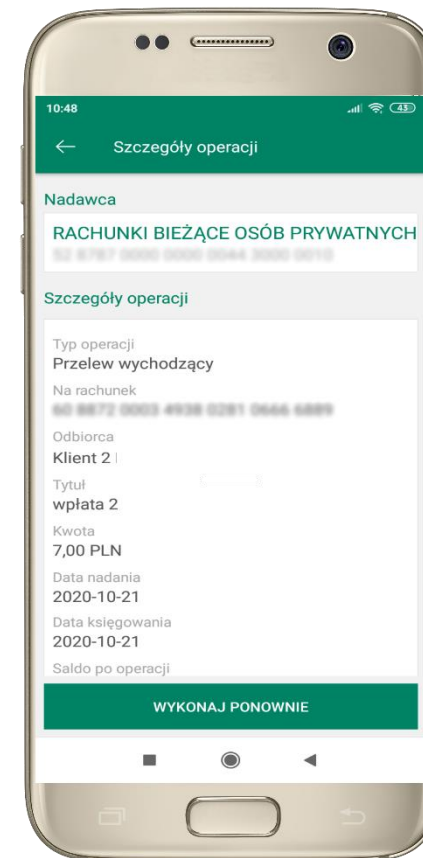 10:48
43
Szczegóły operacji
Nadawca
RACHUNKI BIEŻĄCE OSÓB PRYWATNYCH
Szczegóły operacji
Typ operacji
Przelew wychodzący
Na rachunek
Odbiorca
Klient 2
Tytuł
wpłata 2
Kwota
7,00 PLN
Data nadania
2020-10-21
Data księgowania
2020-10-21
Saldo po operacji
WYKONAJ PONOWNIE